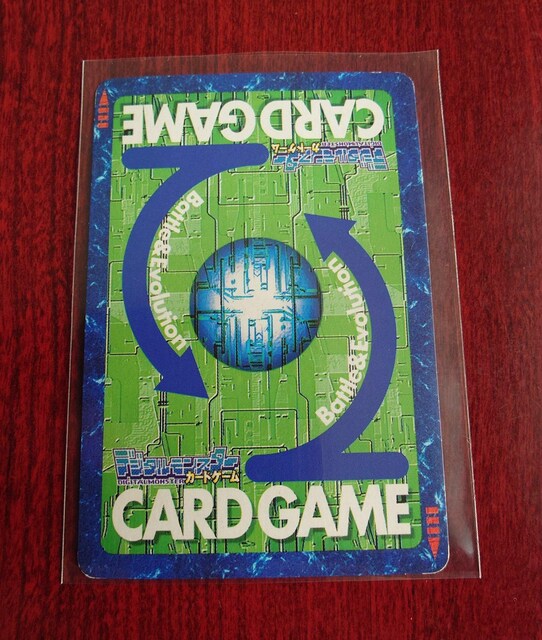 CARD GAME
デジタルモンスター
DIGITALMONSTER カードゲーム
Battle & Evolution
Battle & Evolution
デジタルモンスター
DIGITALMONSTER カードゲーム
CARD GAME